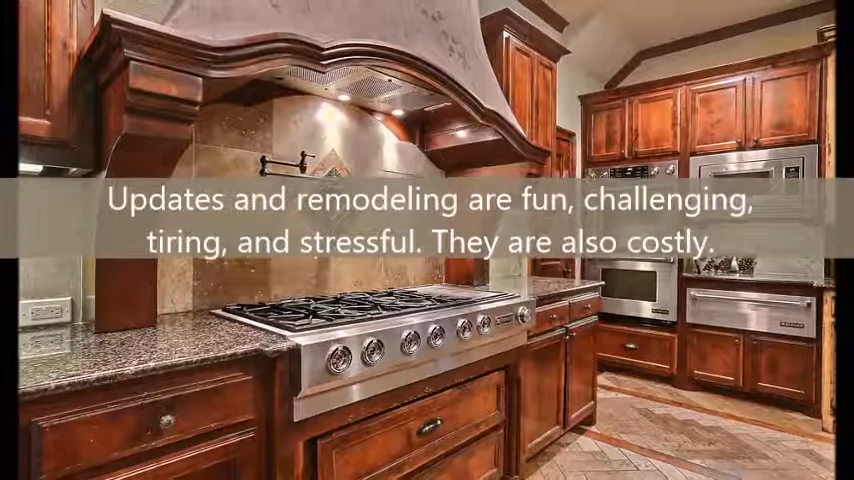 Updates and remodeling are fun, challenging,
tiring, and stressful. They are also costly.